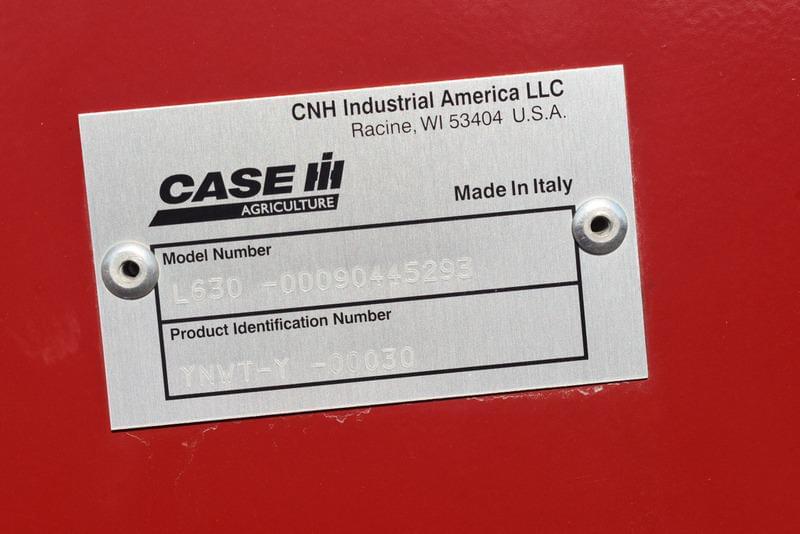 CNH Industrial America LLC
Racine, WI 53404 U.S.A.
CASE IH
AGRICULTURE
Made In Italy
Model Number
L630 -00090445293
Product Identification Number
YNWT-Y -00030